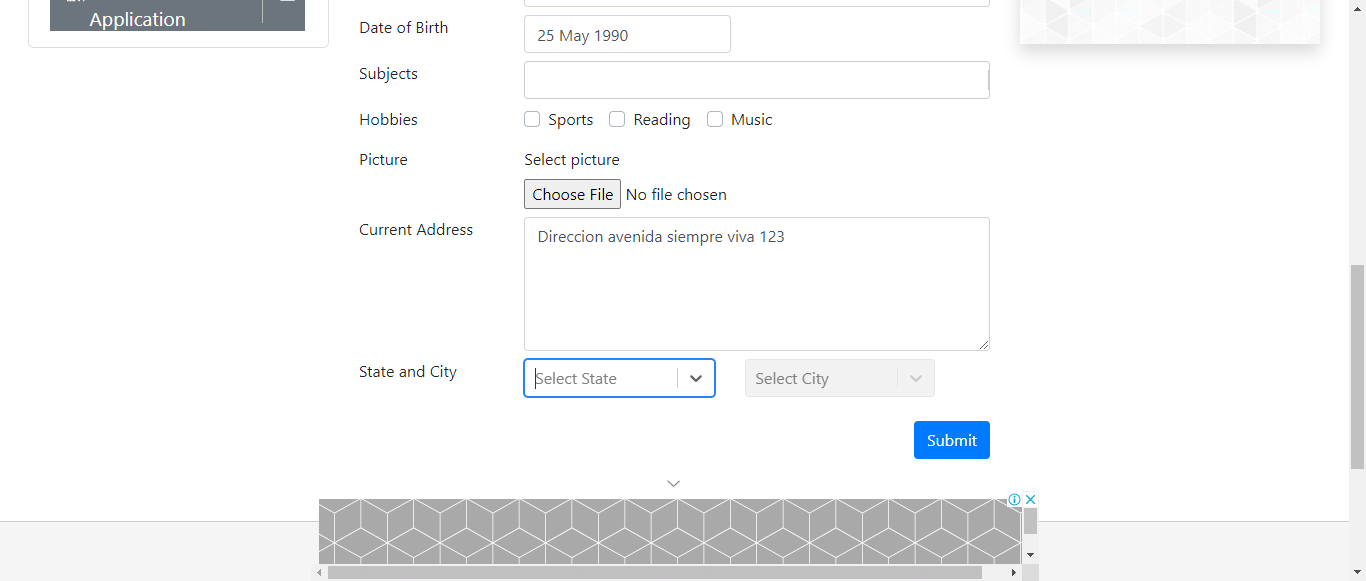 Application
Date of Birth
25 May 1990
Subjects
Hobbies
Sports Reading Music
Picture
Select picture
Choose File No file chosen
Current Address
Direccion avenida siempre viva 123
State and City
Select State Select City
Submit